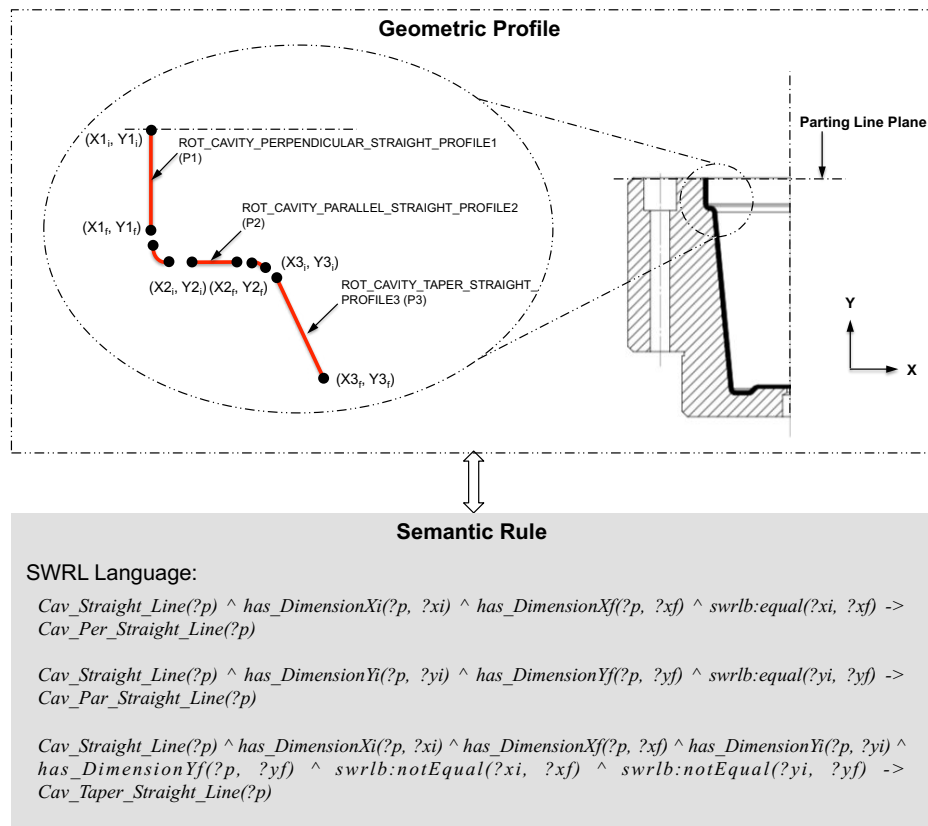 Geometric Profile
Parting Line Plane
(X1i, Y1i)
ROT_CAVITY_PERPENDICULAR_STRAIGHT_PROFILE1
(P1)
ROT_CAVITY_PARALLEL_STRAIGHT_PROFILE2
(P2)
(X1f, Y1f)
(X3i, Y3i)
(X2i, Y2i) (X2f, Y2f)
ROT_CAVITY_TAPER_STRAIGHT_
PROFILE3 (P3)
(X3f, Y3f)
Y
X
Semantic Rule
SWRL Language:
Cav_Straight_Line(?p) ^ has_DimensionXi(?p, ?xi) ^ has_DimensionXf(?p, ?xf) ^ swrlb:equal(?xi, ?xf) ->
Cav_Per_Straight_Line(?p)
Cav_Straight_Line(?p) ^ has_DimensionYi(?p, ?yi) ^ has_DimensionYf(?p, ?yf) ^ swrlb:equal(?yi, ?yf) ->
Cav_Par_Straight_Line(?p)
Cav_Straight_Line(?p) ^ has_DimensionXi(?p, ?xi) ^ has_DimensionXf(?p, ?xf) ^ has_DimensionYi(?p, ?yi) ^
has_DimensionYf(?p, ?yf) ^ swrlb:notEqual(?xi, ?xf) ^ swrlb:notEqual(?yi, ?yf) ->
Cav_Taper_Straight_Line(?p)